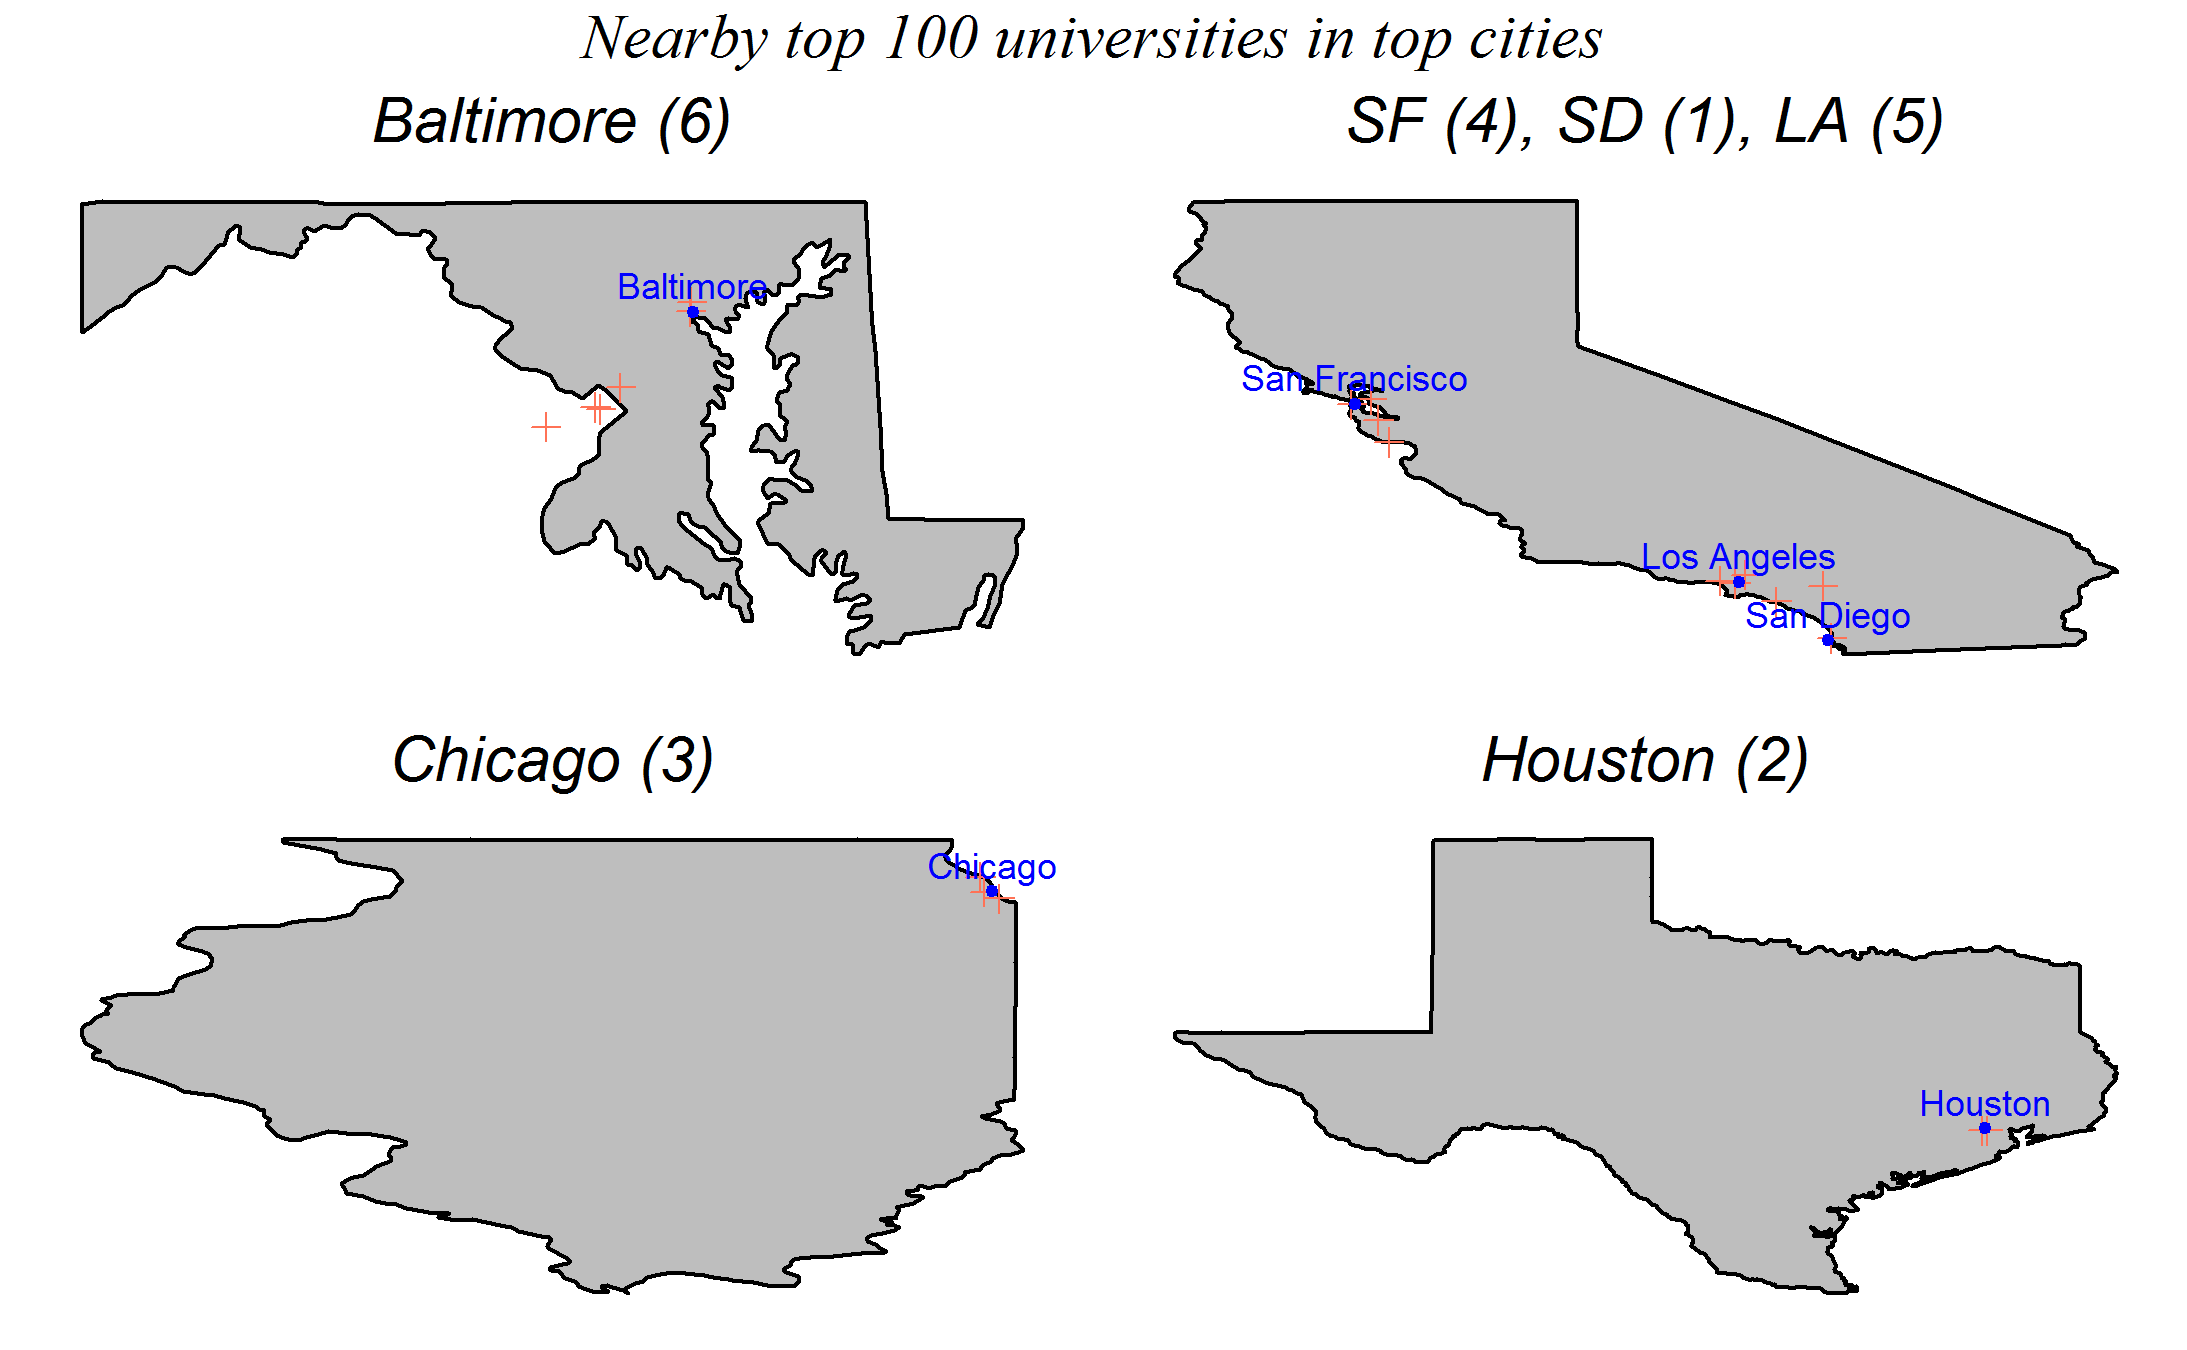 Nearby top 100 universities in top cities
Baltimore (6)
SF (4), SD (1), LA (5)
Baltimore
San Francisco
Los Angeles
San Diego
Chicago (3)
Houston (2)
Chicago
Houston